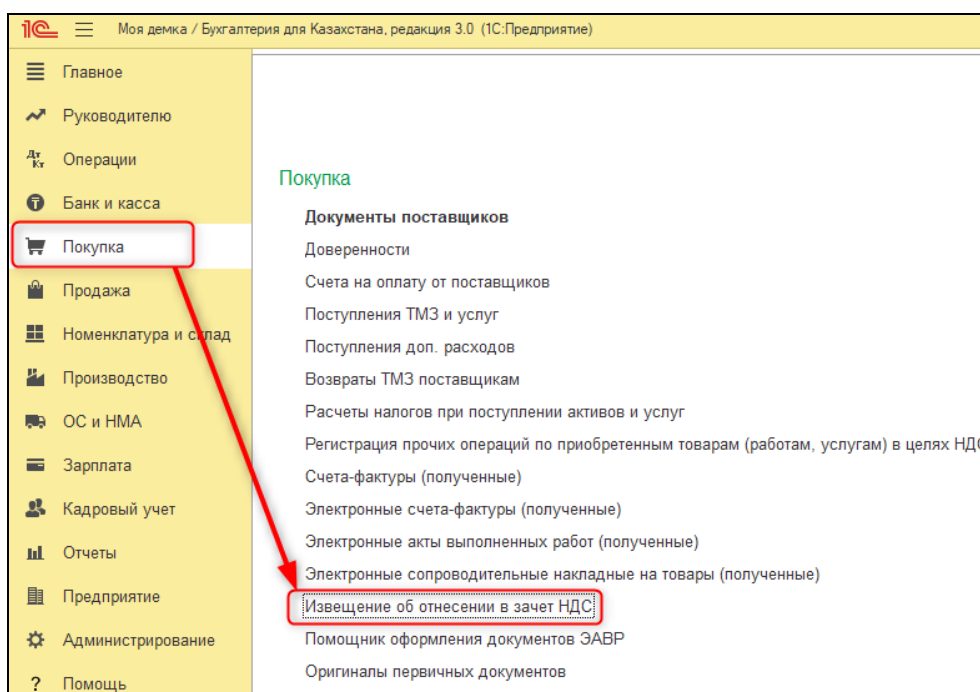 1С Моя демка / Бухгалтерия для Казахстана, редакция 3.0 (1С:Предприятие)
Главное
Руководителю
Дт Кт Операции
Банк и касса
Покупка
Продажа
Номенклатура и склад
Производство
ОС и НМА
Зарплата
Кадровый учет
Отчеты
Предприятие
Администрирование
? Помощь
Покупка
Документы поставщиков
Доверенности
Счета на оплату от поставщиков
Поступления ТМЗ и услуг
Поступления доп. расходов
Возвраты ТМЗ поставщикам
Расчеты налогов при поступлении активов и услуг
Регистрация прочих операций по приобретенным товарам (работам, услугам) в целях НДС
Счета-фактуры (полученные)
Электронные счета-фактуры (полученные)
Электронные акты выполненных работ (полученные)
Электронные сопроводительные накладные на товары (полученные)
Извещение об отнесении в зачет НДС
Помощник оформления документов ЭАВР
Оригиналы первичных документов